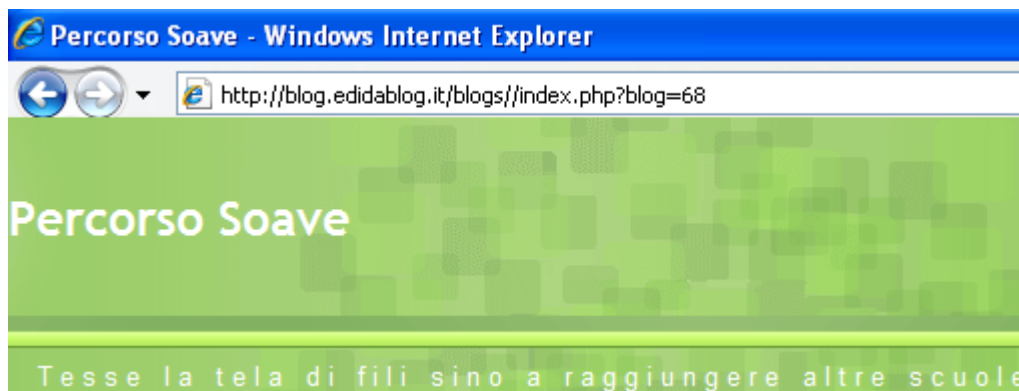 Percorso Soave - Windows Internet Explorer
http://blog.edidablog.it/blogs//index.php?blog=68
Percorso Soave
Tesse la tela di fili sino a raggiungere altre scuole